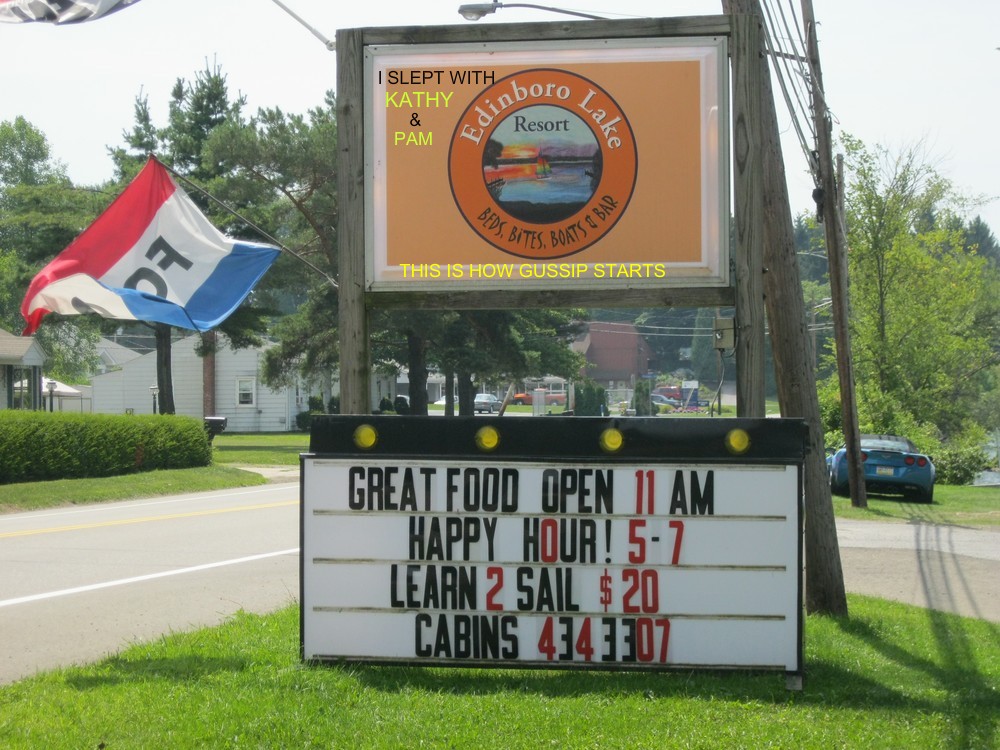 I SLEPT WITH
KATHY
&
PAM
Edinboro Lake
Resort
BEDS, BITES, BOATS & BAR
THIS IS HOW GUSSIP STARTS
GREAT FOOD OPEN 11 AM
HAPPY HOUR! 5-7
LEARN 2 SAIL $20
CABINS 4343307